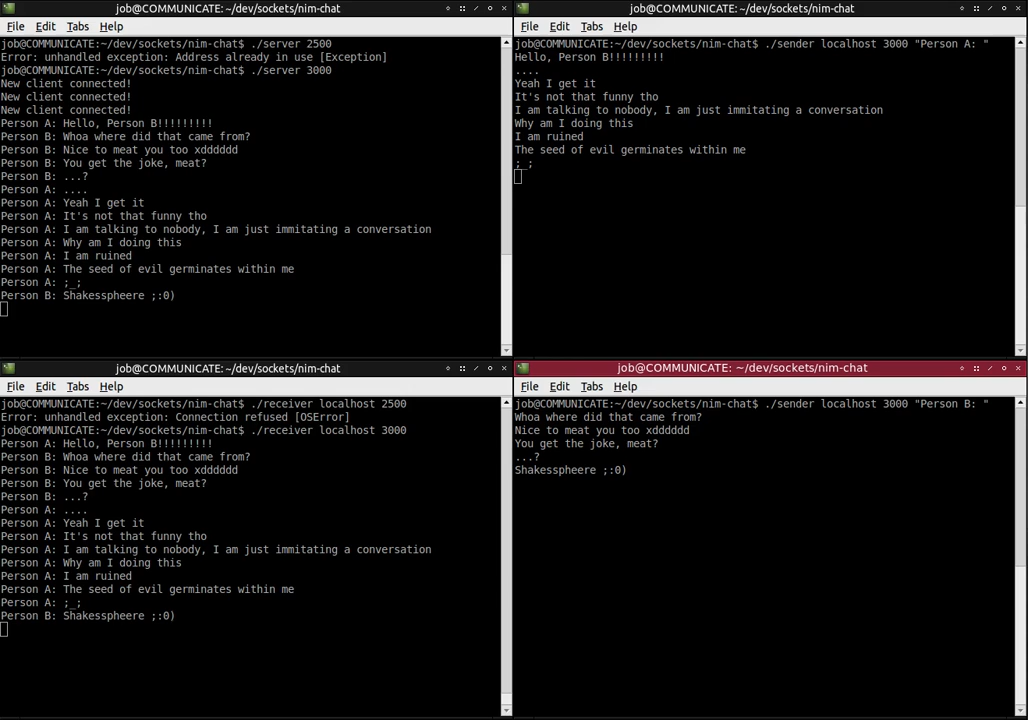 job@COMMUNICATE: ~/dev/sockets/nim-chat
File Edit Tabs Help
job@COMMUNICATE:~/dev/sockets/nim-chat$ ./server 2500
Error: unhandled exception: Address already in use [Exception]
job@COMMUNICATE:~/dev/sockets/nim-chat$ ./server 3000
New client connected!
New client connected!
New client connected!
Person A: Hello, Person B!!!!!!!!!
Person B: Whoa where did that came from?
Person B: Nice to meat you too xdddddd
Person B: You get the joke, meat?
Person B: ...?
Person A: ....
Person A: Yeah I get it
Person A: It's not that funny tho
Person A: I am talking to nobody, I am just immitating a conversation
Person A: Why am I doing this
Person A: I am ruined
Person A: The seed of evil germinates within me
Person A: ;_;
Person B: Shakesspheere ;:0)
job@COMMUNICATE: ~/dev/sockets/nim-chat
File Edit Tabs Help
job@COMMUNICATE:~/dev/sockets/nim-chat$ ./sender localhost 3000 "Person A: "
Hello, Person B!!!!!!!!!
....
Yeah I get it
It's not that funny tho
I am talking to nobody, I am just immitating a conversation
Why am I doing this
I am ruined
The seed of evil germinates within me
;_;
job@COMMUNICATE: ~/dev/sockets/nim-chat
File Edit Tabs Help
job@COMMUNICATE:~/dev/sockets/nim-chat$ ./receiver localhost 2500
Error: unhandled exception: Connection refused [OSError]
job@COMMUNICATE:~/dev/sockets/nim-chat$ ./receiver localhost 3000
Person A: Hello, Person B!!!!!!!!!
Person B: Whoa where did that came from?
Person B: Nice to meat you too xdddddd
Person B: You get the joke, meat?
Person B: ...?
Person A: ....
Person A: Yeah I get it
Person A: It's not that funny tho
Person A: I am talking to nobody, I am just immitating a conversation
Person A: Why am I doing this
Person A: I am ruined
Person A: The seed of evil germinates within me
Person A: ;_;
Person B: Shakesspheere ;:0)
job@COMMUNICATE: ~/dev/sockets/nim-chat
File Edit Tabs Help
job@COMMUNICATE:~/dev/sockets/nim-chat$ ./sender localhost 3000 "Person B: "
Whoa where did that came from?
Nice to meat you too xdddddd
You get the joke, meat?
...?
Shakesspheere ;:0)